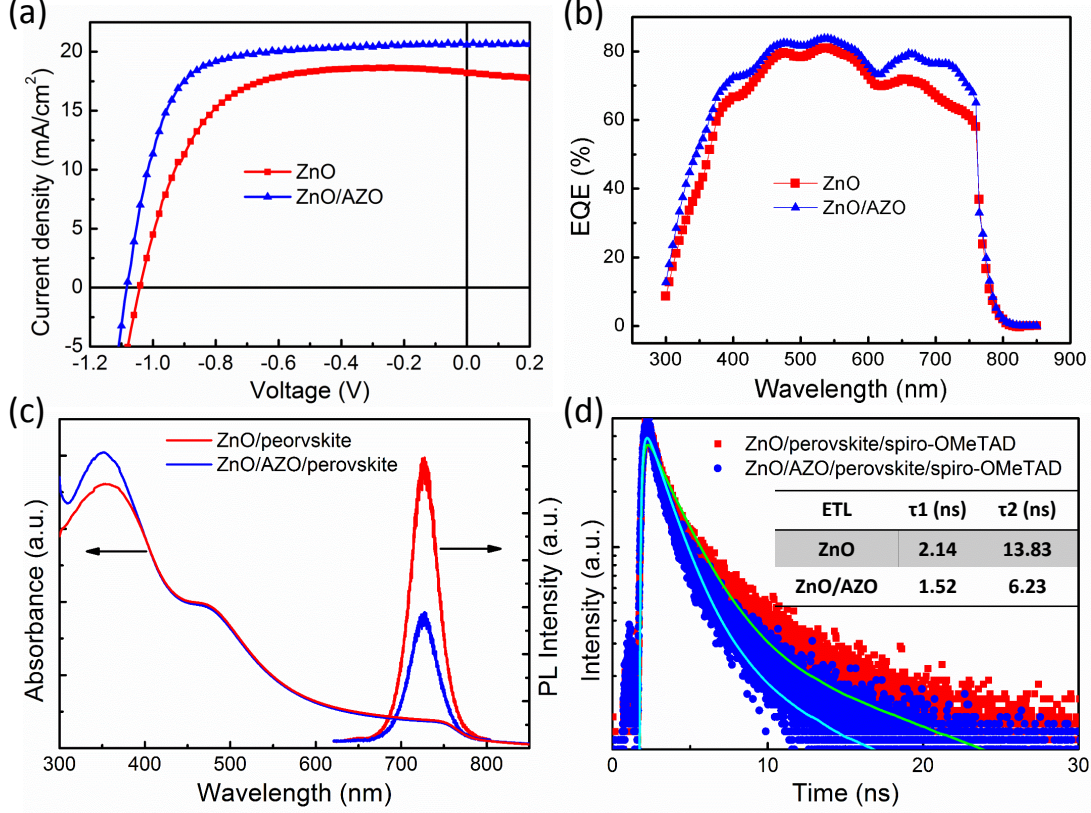 (a)
Current density (mA/cm²)
20
15
10
5
0
-5
-1.2 -1.0 -0.8 -0.6 -0.4 -0.2 0.0 0.2
Voltage (V)
ZnO
ZnO/AZO
(b)
EQE (%)
80
60
40
20
0
300 400 500 600 700 800 900
Wavelength (nm)
ZnO
ZnO/AZO
(c)
Absorbance (a.u.)
ZnO/peorvskite
ZnO/AZO/perovskite
300 400 500 600 700 800
Wavelength (nm)
PL Intensity (a.u.)
(d)
Intensity (a.u.)
ZnO/perovskite/spiro-OMeTAD
ZnO/AZO/perovskite/spiro-OMeTAD
ETL τ1 (ns) τ2 (ns)
ZnO 2.14 13.83
ZnO/AZO 1.52 6.23
0 10 20 30
Time (ns)